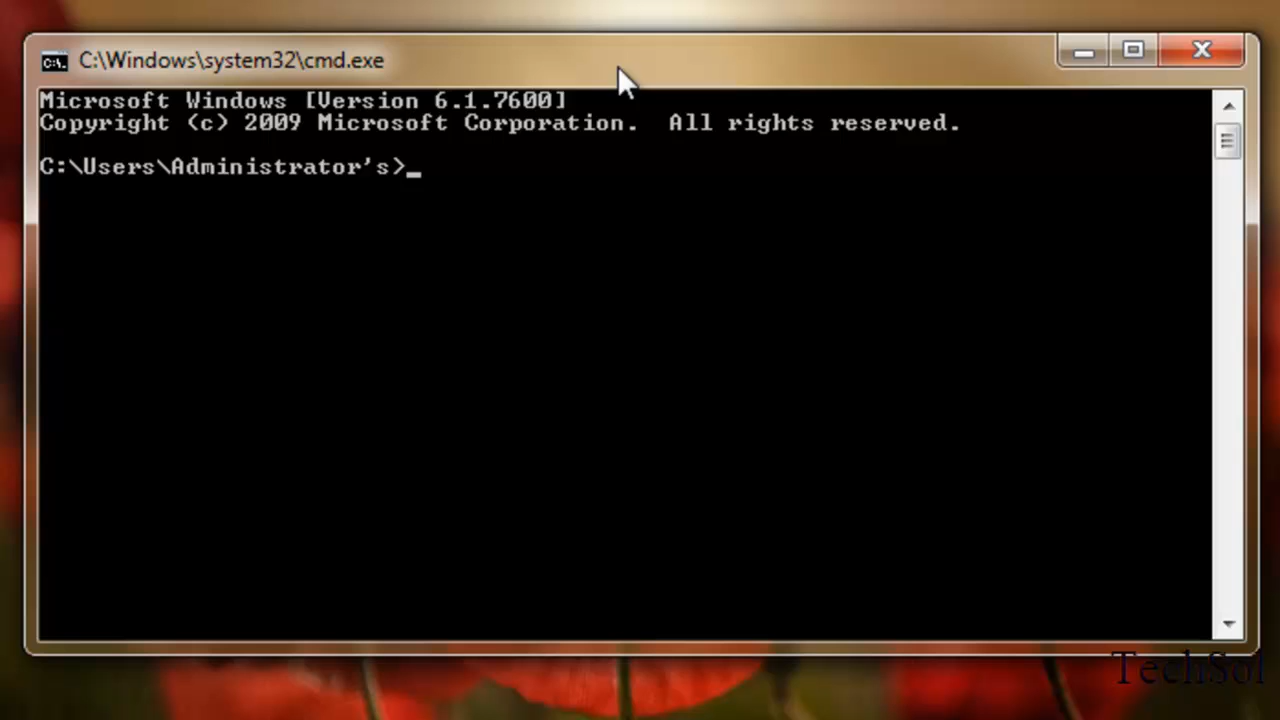 C:\Windows\system32\cmd.exe
Microsoft Windows [Version 6.1.7600]
Copyright (c) 2009 Microsoft Corporation.  All rights reserved.
C:\Users\Administrator's>_
TechSol